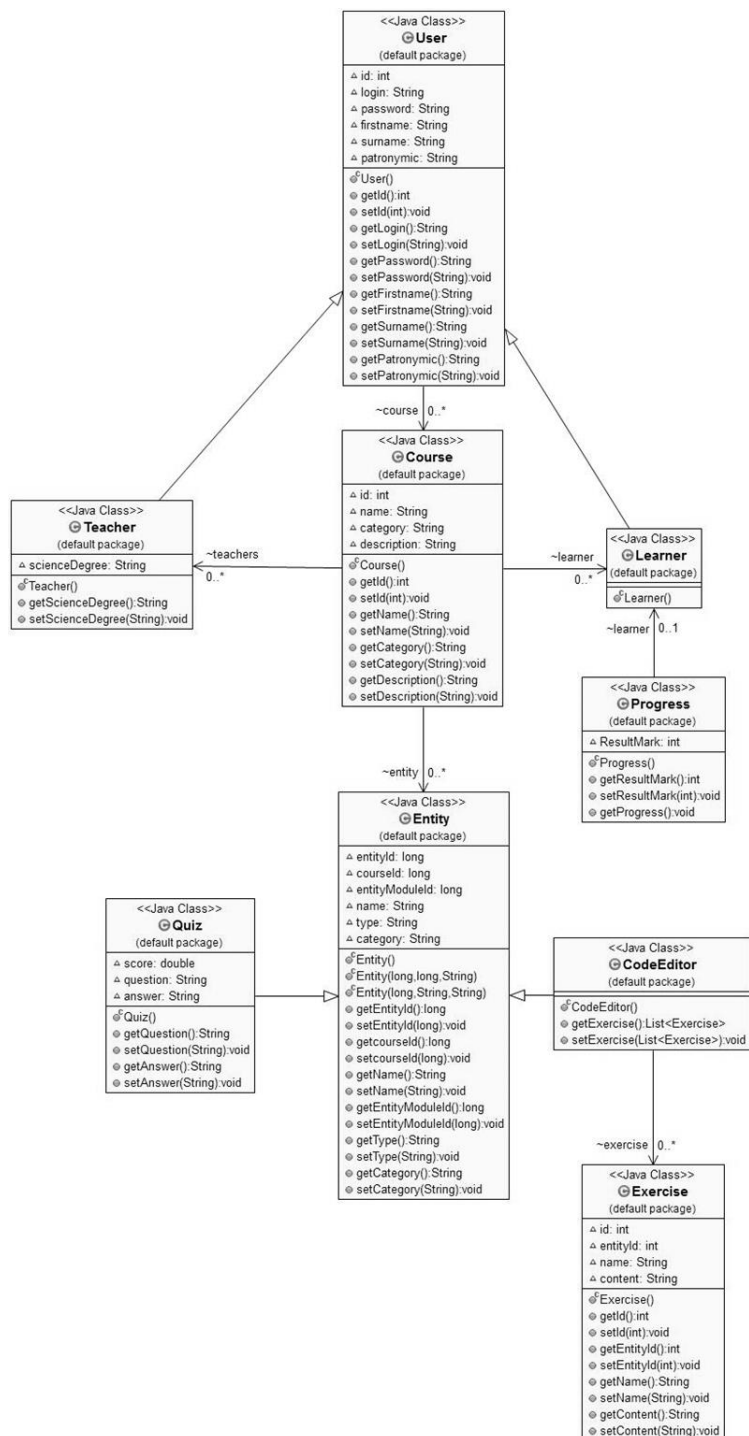 <<Java Class>>
User
(default package)
id: int
login: String
password: String
firstname: String
surname: String
patronymic: String
User()
getId():int
setId(int):void
getLogin():String
setLogin(String):void
getPassword():String
setPassword(String):void
getFirstname():String
setFirstname(String):void
getSurname():String
setSurname(String):void
getPatronymic():String
setPatronymic(String):void
~course 0..*
<<Java Class>>
Course
(default package)
id: int
name: String
category: String
description: String
Course()
getId():int
setId(int):void
getName():String
setName(String):void
getCategory():String
setCategory(String):void
getDescription():String
setDescription(String):void
<<Java Class>>
Teacher
(default package)
scienceDegree: String
Teacher()
getScienceDegree():String
setScienceDegree(String):void
~teachers
0..*
~learner
0..*
<<Java Class>>
Learner
(default package)
Learner()
~learner 0..1
<<Java Class>>
Progress
(default package)
ResultMark: int
Progress()
getResultMark():int
setResultMark(int):void
getProgress():void
~entity 0..*
<<Java Class>>
Entity
(default package)
entityId: long
courseId: long
entityModuleId: long
name: String
type: String
category: String
Entity()
Entity(long,long,String)
Entity(long,String,String)
getEntityId():long
setEntityId(long):void
getcourseId():long
setcourseId(long):void
getName():String
setName(String):void
getEntityModuleId():long
setEntityModuleId(long):void
getType():String
setType(String):void
getCategory():String
setCategory(String):void
<<Java Class>>
Quiz
(default package)
score: double
question: String
answer: String
Quiz()
getQuestion():String
setQuestion(String):void
getAnswer():String
setAnswer(String):void
<<Java Class>>
CodeEditor
(default package)
CodeEditor()
getExercise():List<Exercise>
setExercise(List<Exercise>):void
~exercise 0..*
<<Java Class>>
Exercise
(default package)
id: int
entityId: int
name: String
content: String
Exercise()
getId():int
setId(int):void
getEntityId():int
setEntityId(int):void
getName():String
setName(String):void
getContent():String
setContent(String):void